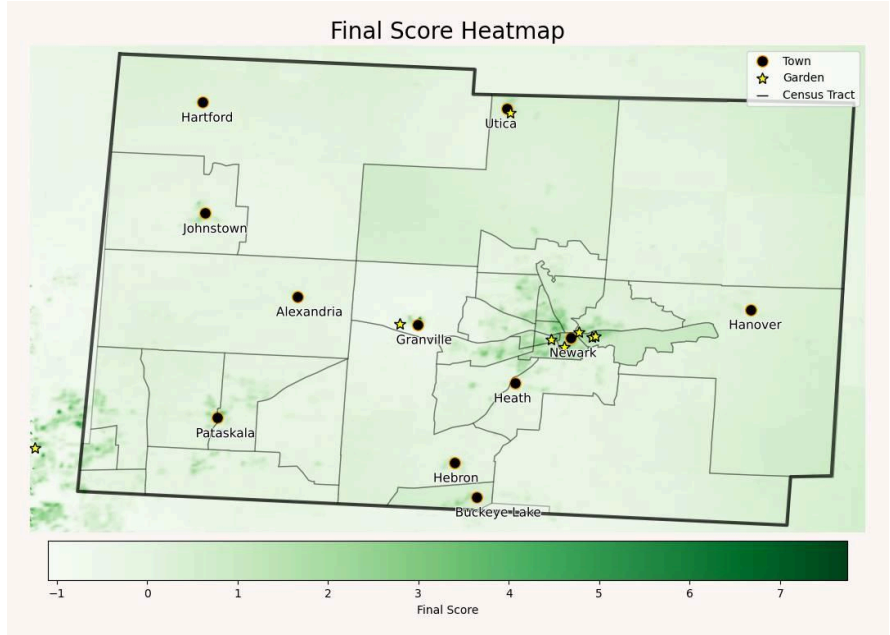 Final Score Heatmap
Town
Garden
Census Tract
Hartford
Utica
Johnstown
Alexandria
Granville
Hanover
Newark
Heath
Pataskala
Hebron
Buckeye Lake
−1 0 1 2 3 4 5 6 7
Final Score